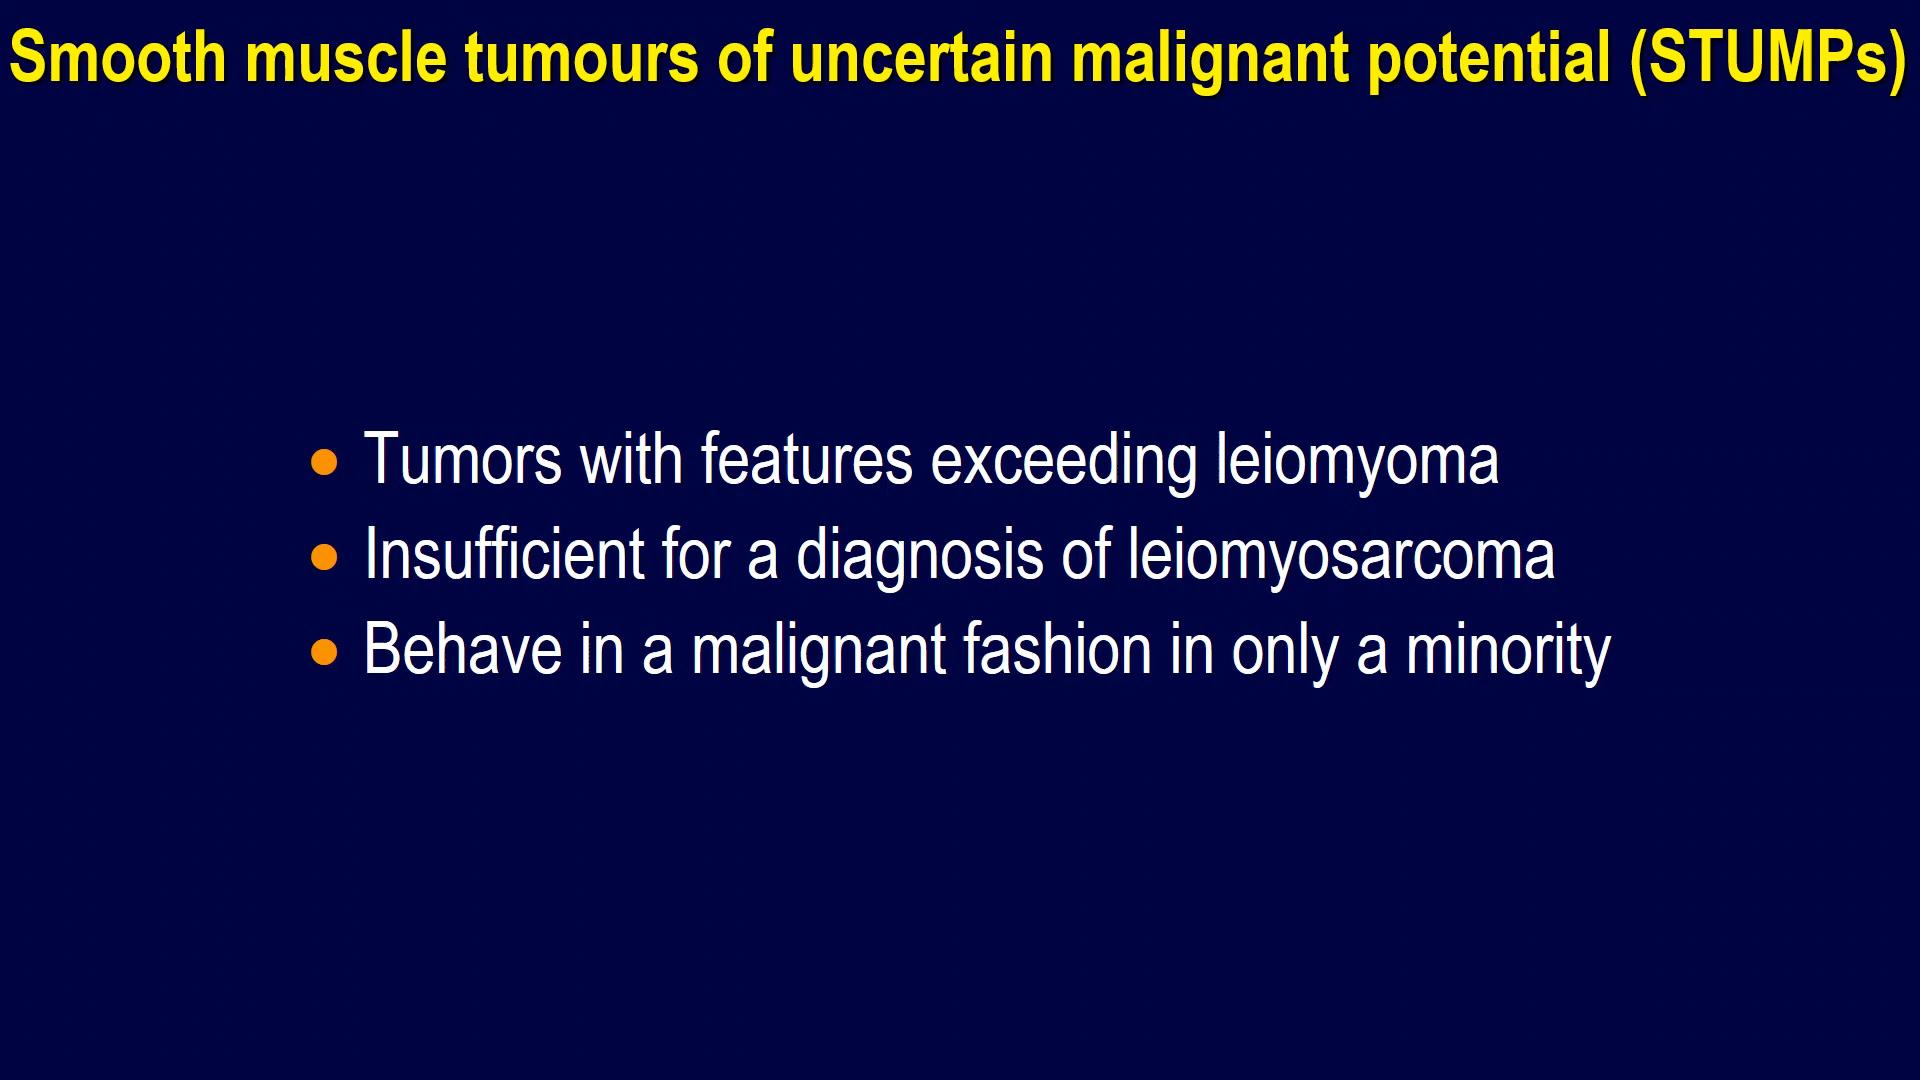 Smooth muscle tumours of uncertain malignant potential (STUMPs)
● Tumors with features exceeding leiomyoma
● Insufficient for a diagnosis of leiomyosarcoma
● Behave in a malignant fashion in only a minority